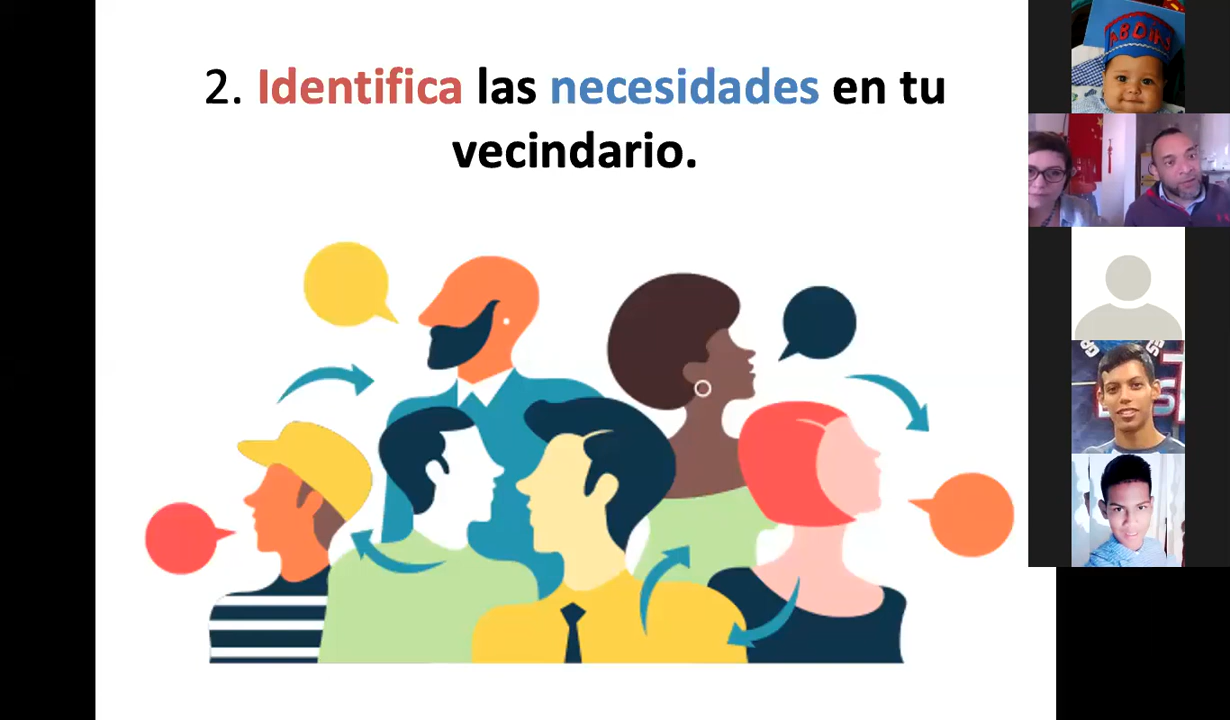 2. Identifica las necesidades en tu
vecindario.